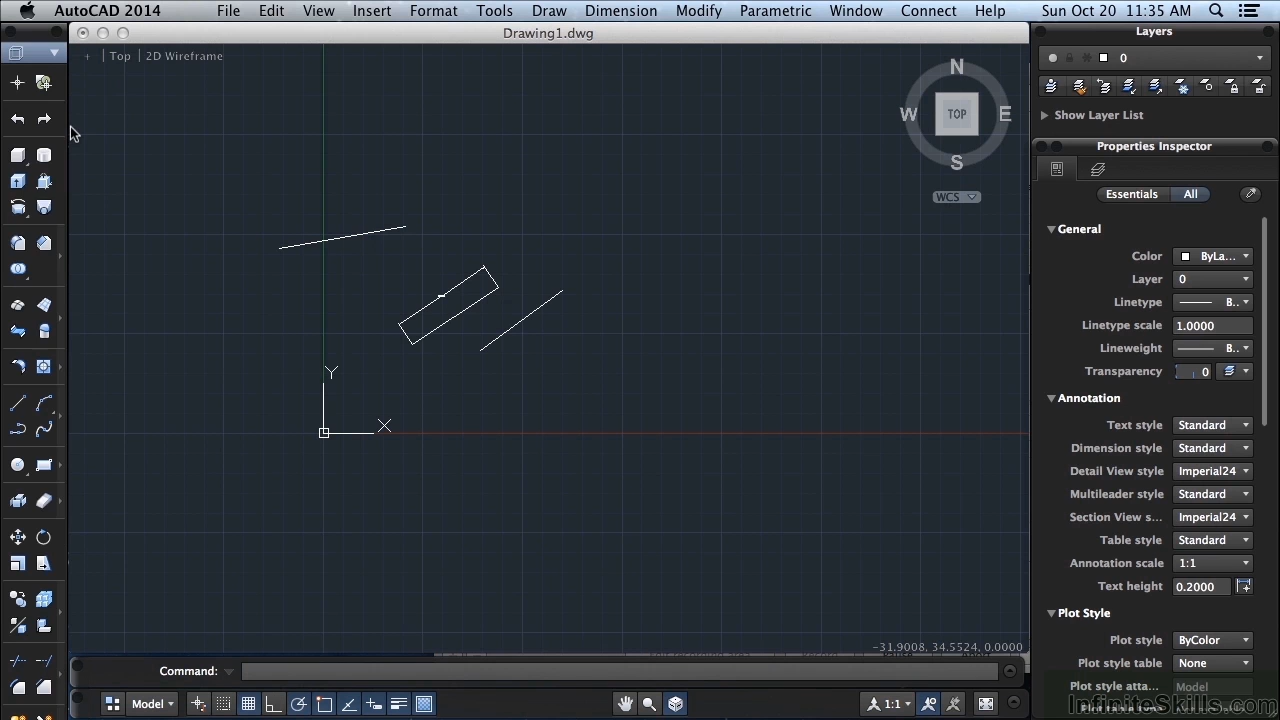 AutoCAD 2014 File Edit View Insert Format Tools Draw Dimension Modify Parametric Window Connect Help Sun Oct 20 11:35 AM
Drawing1.dwg
Layers
+ | Top | 2D Wireframe
0
N
W TOP E
S
WCS
Show Layer List
Properties Inspector
Essentials All
General
Color ByLa...
Layer 0
Linetype B..
Linetype scale 1.0000
Lineweight B..
Transparency 0
Annotation
Text style Standard
Dimension style Standard
Detail View style Imperial24
Multileader style Standard
Section View s... Imperial24
Table style Standard
Annotation scale 1:1
Text height 0.2000
Plot Style
Plot style ByColor
Plot style table None
Plot style atta... Model
Y
X
-31.9008, 34.5524, 0.0000
Command:
Model 1:1
InfiniteSkills.com